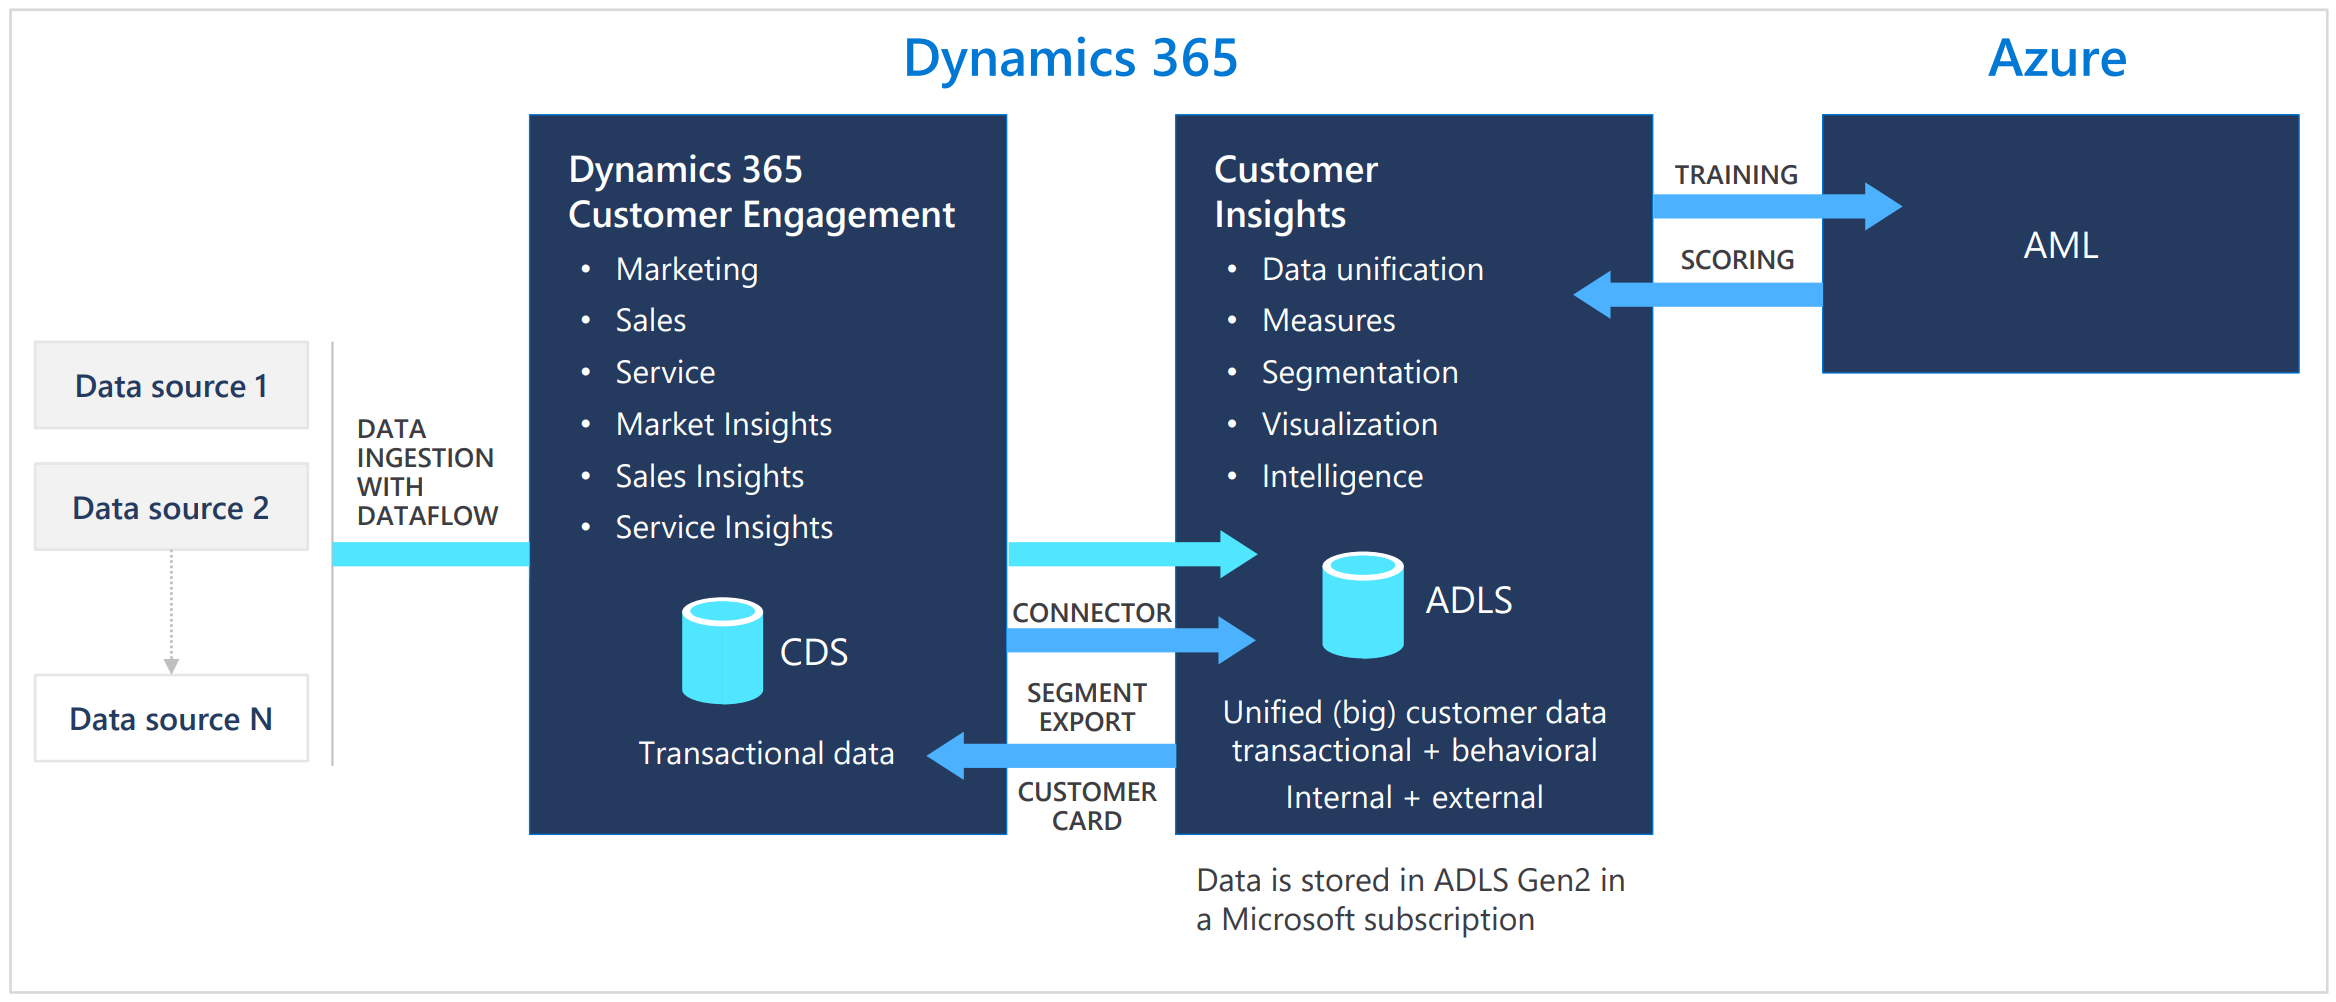 Dynamics 365
Azure
Data source 1
Data source 2
Data source N
DATA
INGESTION
WITH
DATAFLOW
Dynamics 365
Customer Engagement
• Marketing
• Sales
• Service
• Market Insights
• Sales Insights
• Service Insights
CDS
Transactional data
CONNECTOR
SEGMENT
EXPORT
CUSTOMER
CARD
Customer
Insights
• Data unification
• Measures
• Segmentation
• Visualization
• Intelligence
ADLS
Unified (big) customer data
transactional + behavioral
Internal + external
Data is stored in ADLS Gen2 in
a Microsoft subscription
TRAINING
SCORING
AML